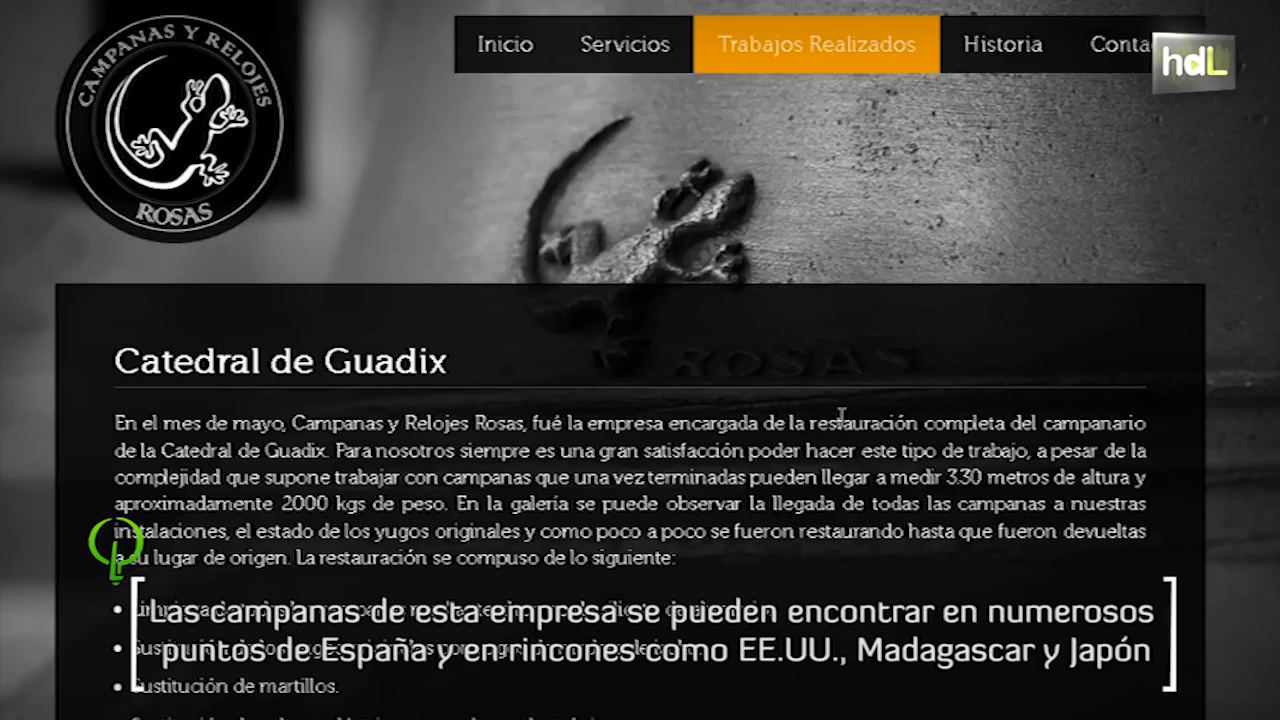 CAMPANAS Y RELOJES
ROSAS
Inicio Servicios Trabajos Realizados Historia
hdL
ROSAS
Catedral de Guadix
En el mes de mayo, Campanas y Relojes Rosas, fué la empresa encargada de la restauración completa del campanario
de la Catedral de Guadix. Para nosotros siempre es una gran satisfacción poder hacer este tipo de trabajo, a pesar de la
complejidad que supone trabajar con campanas que una vez terminadas pueden llegar a medir 3.30 metros de altura y
aproximadamente 2000 kgs de peso. En la galería se puede observar la llegada de todas las campanas a nuestras
instalaciones, el estado de los yugos originales y como poco a poco se fueron restaurando hasta que fueron devueltas
a su lugar de origen. La restauración se compuso de lo siguiente:
Las campanas de esta empresa se pueden encontrar en numerosos
puntos de España y en rincones como EE.UU., Madagascar y Japón
• Sustitución de martillos.